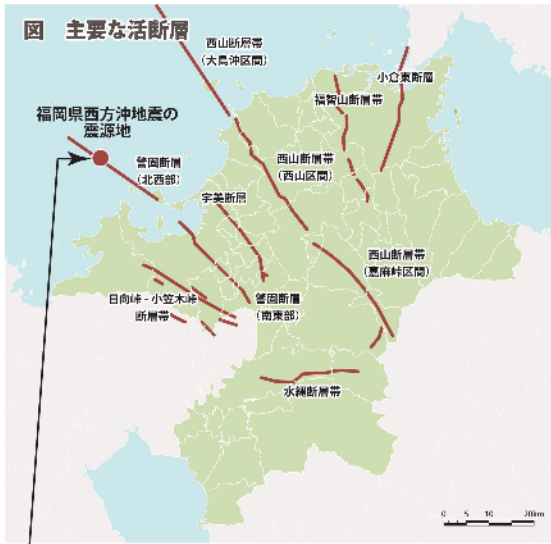 図 主要な活断層
西山断層帯
(大島沖区間)
小倉東断層
福智山断層帯
福岡県西方沖地震の
震源地
警固断層
(北西部)
西山断層帯
(西山区間)
宇美断層
西山断層帯
(嘉麻峠区間)
日向峠-小笠木峠
断層帯
警固断層
(南東部)
水縄断層帯
0 5 10 20km